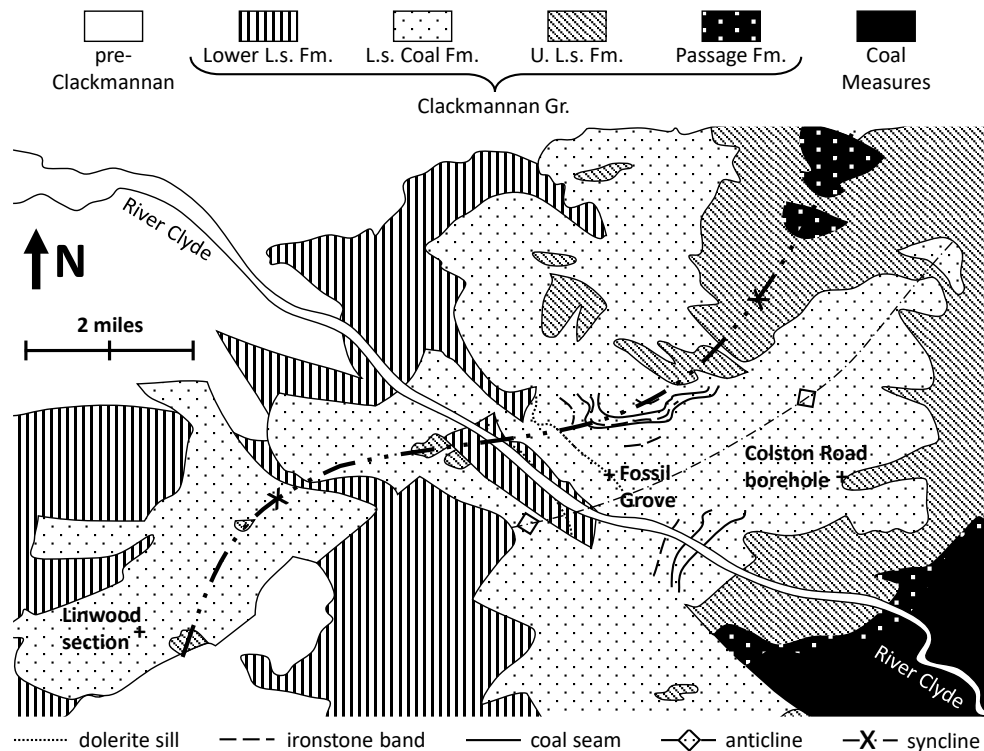 pre-
Clackmannan
Lower L.s. Fm.
L.s. Coal Fm.
U. L.s. Fm.
Passage Fm.
Coal
Measures
Clackmannan Gr.
River Clyde
N
2 miles
Colston Road
borehole
Fossil
Grove
Linwood
section
River Clyde
dolerite sill
ironstone band
coal seam
anticline
syncline